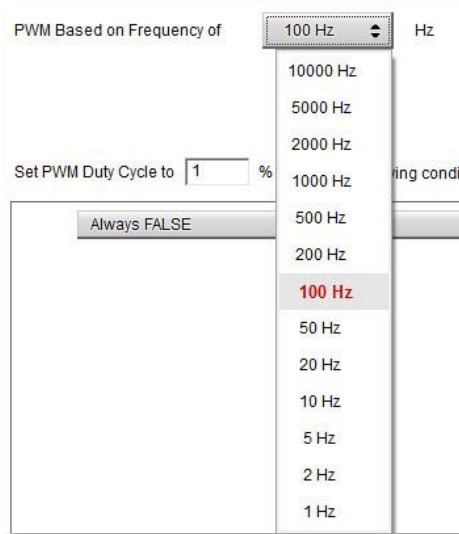 PWM Based on Frequency of 100 Hz Hz
10000 Hz
5000 Hz
2000 Hz
Set PWM Duty Cycle to 1 % ing condi
1000 Hz
500 Hz
Always FALSE
200 Hz
100 Hz
50 Hz
20 Hz
10 Hz
5 Hz
2 Hz
1 Hz